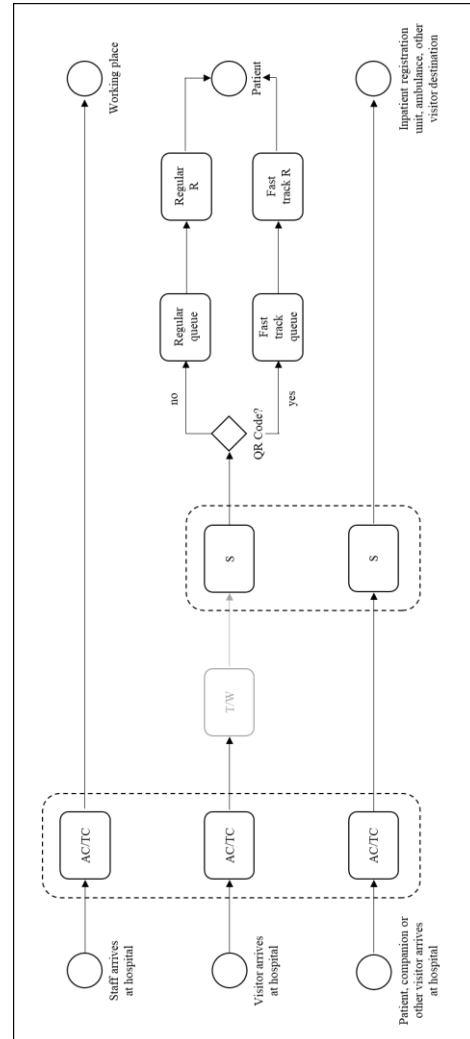 Staff arrives
at hospital
AC/TC
Working place
Visitor arrives
at hospital
AC/TC
T/W
S
QR Code?
no
yes
Regular
queue
Regular
R
Fast
track
queue
Fast
track R
Patient
Patient, companion or
other visitor arrives
at hospital
AC/TC
S
Inpatient registration
unit, ambulance, other
visitor destination